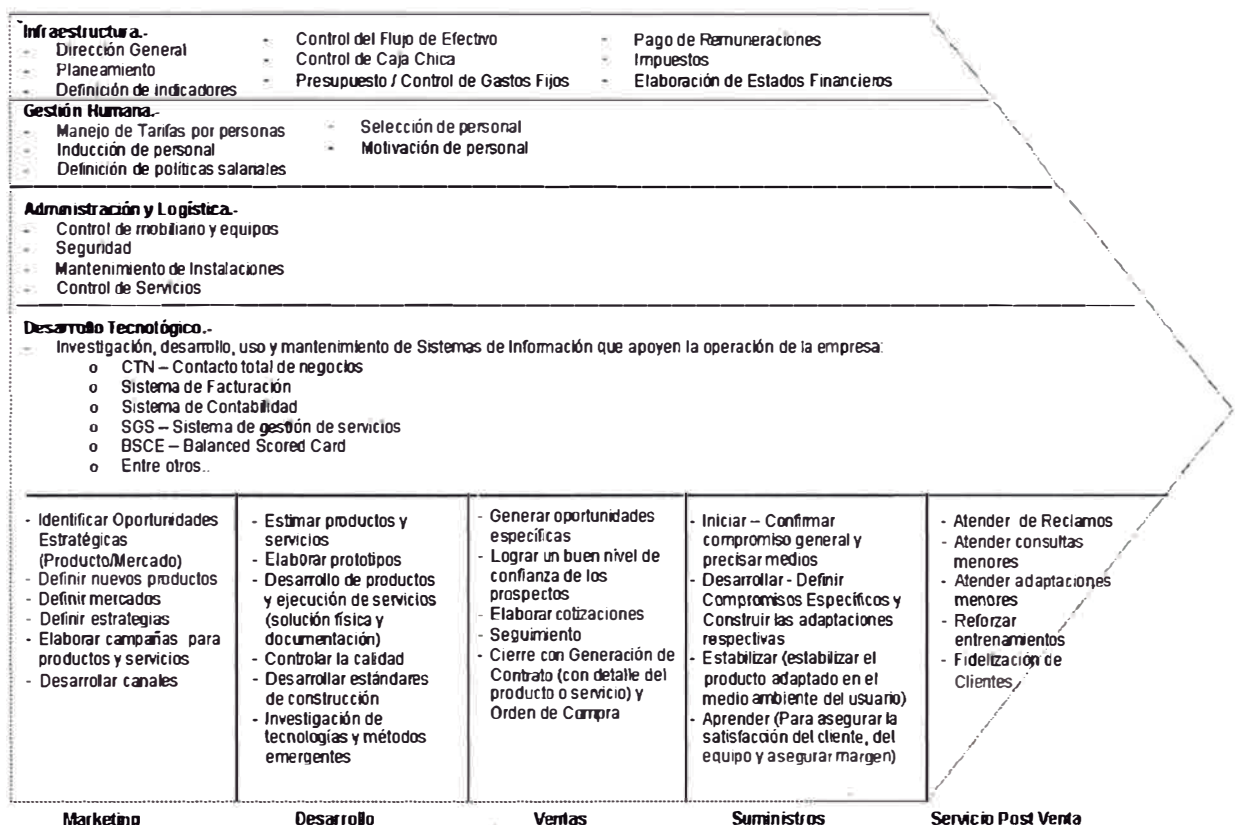 Infraestructura.-
- Dirección General
- Planeamiento
- Definición de indicadores
- Control del Flujo de Efectivo
- Control de Caja Chica
- Presupuesto / Control de Gastos Fijos
- Pago de Remuneraciones
- Impuestos
- Elaboración de Estados Financieros
Gestión Humana.-
- Manejo de Tarifas por personas
- Inducción de personal
- Definición de políticas salariales
- Selección de personal
- Motivación de personal
Administración y Logística.-
- Control de mobiliario y equipos
- Seguridad
- Mantenimiento de Instalaciones
- Control de Servicios
Desarrollo Tecnológico.-
- Investigación, desarrollo, uso y mantenimiento de Sistemas de Información que apoyen la operación de la empresa:
o CTN – Contacto total de negocios
o Sistema de Facturación
o Sistema de Contabilidad
o SGS – Sistema de gestión de servicios
o BSCE – Balanced Scored Card
o Entre otros..
- Identificar Oportunidades
Estratégicas
(Producto/Mercado)
- Definir nuevos productos
- Definir mercados
- Definir estrategias
- Elaborar campañas para
productos y servicios
- Desarrollar canales
- Estimar productos y
servicios
- Elaborar prototipos
- Desarrollo de productos
y ejecución de servicios
(solución física y
documentación)
- Controlar la calidad
- Desarrollar estándares
de construcción
- Investigación de
tecnologías y métodos
emergentes
- Generar oportunidades
específicas
- Lograr un buen nivel de
confianza de los
prospectos
- Elaborar cotizaciones
- Seguimiento
- Cierre con Generación de
Contrato (con detalle del
producto o servicio) y
Orden de Compra
- Iniciar – Confirmar
compromiso general y
precisar medios
- Desarrollar - Definir
Compromisos Específicos y
Construir las adaptaciones
respectivas
- Estabilizar (estabilizar el
producto adaptado en el
medio ambiente del usuario)
- Aprender (Para asegurar la
satisfacción del cliente, del
equipo y asegurar margen)
- Atender de Reclamos
- Atender consultas
menores
- Atender adaptaciones
menores
- Reforzar
entrenamientos
- Fidelización de
Clientes
Marketing
Desarrollo
Ventas
Suministros
Servicio Post Venta